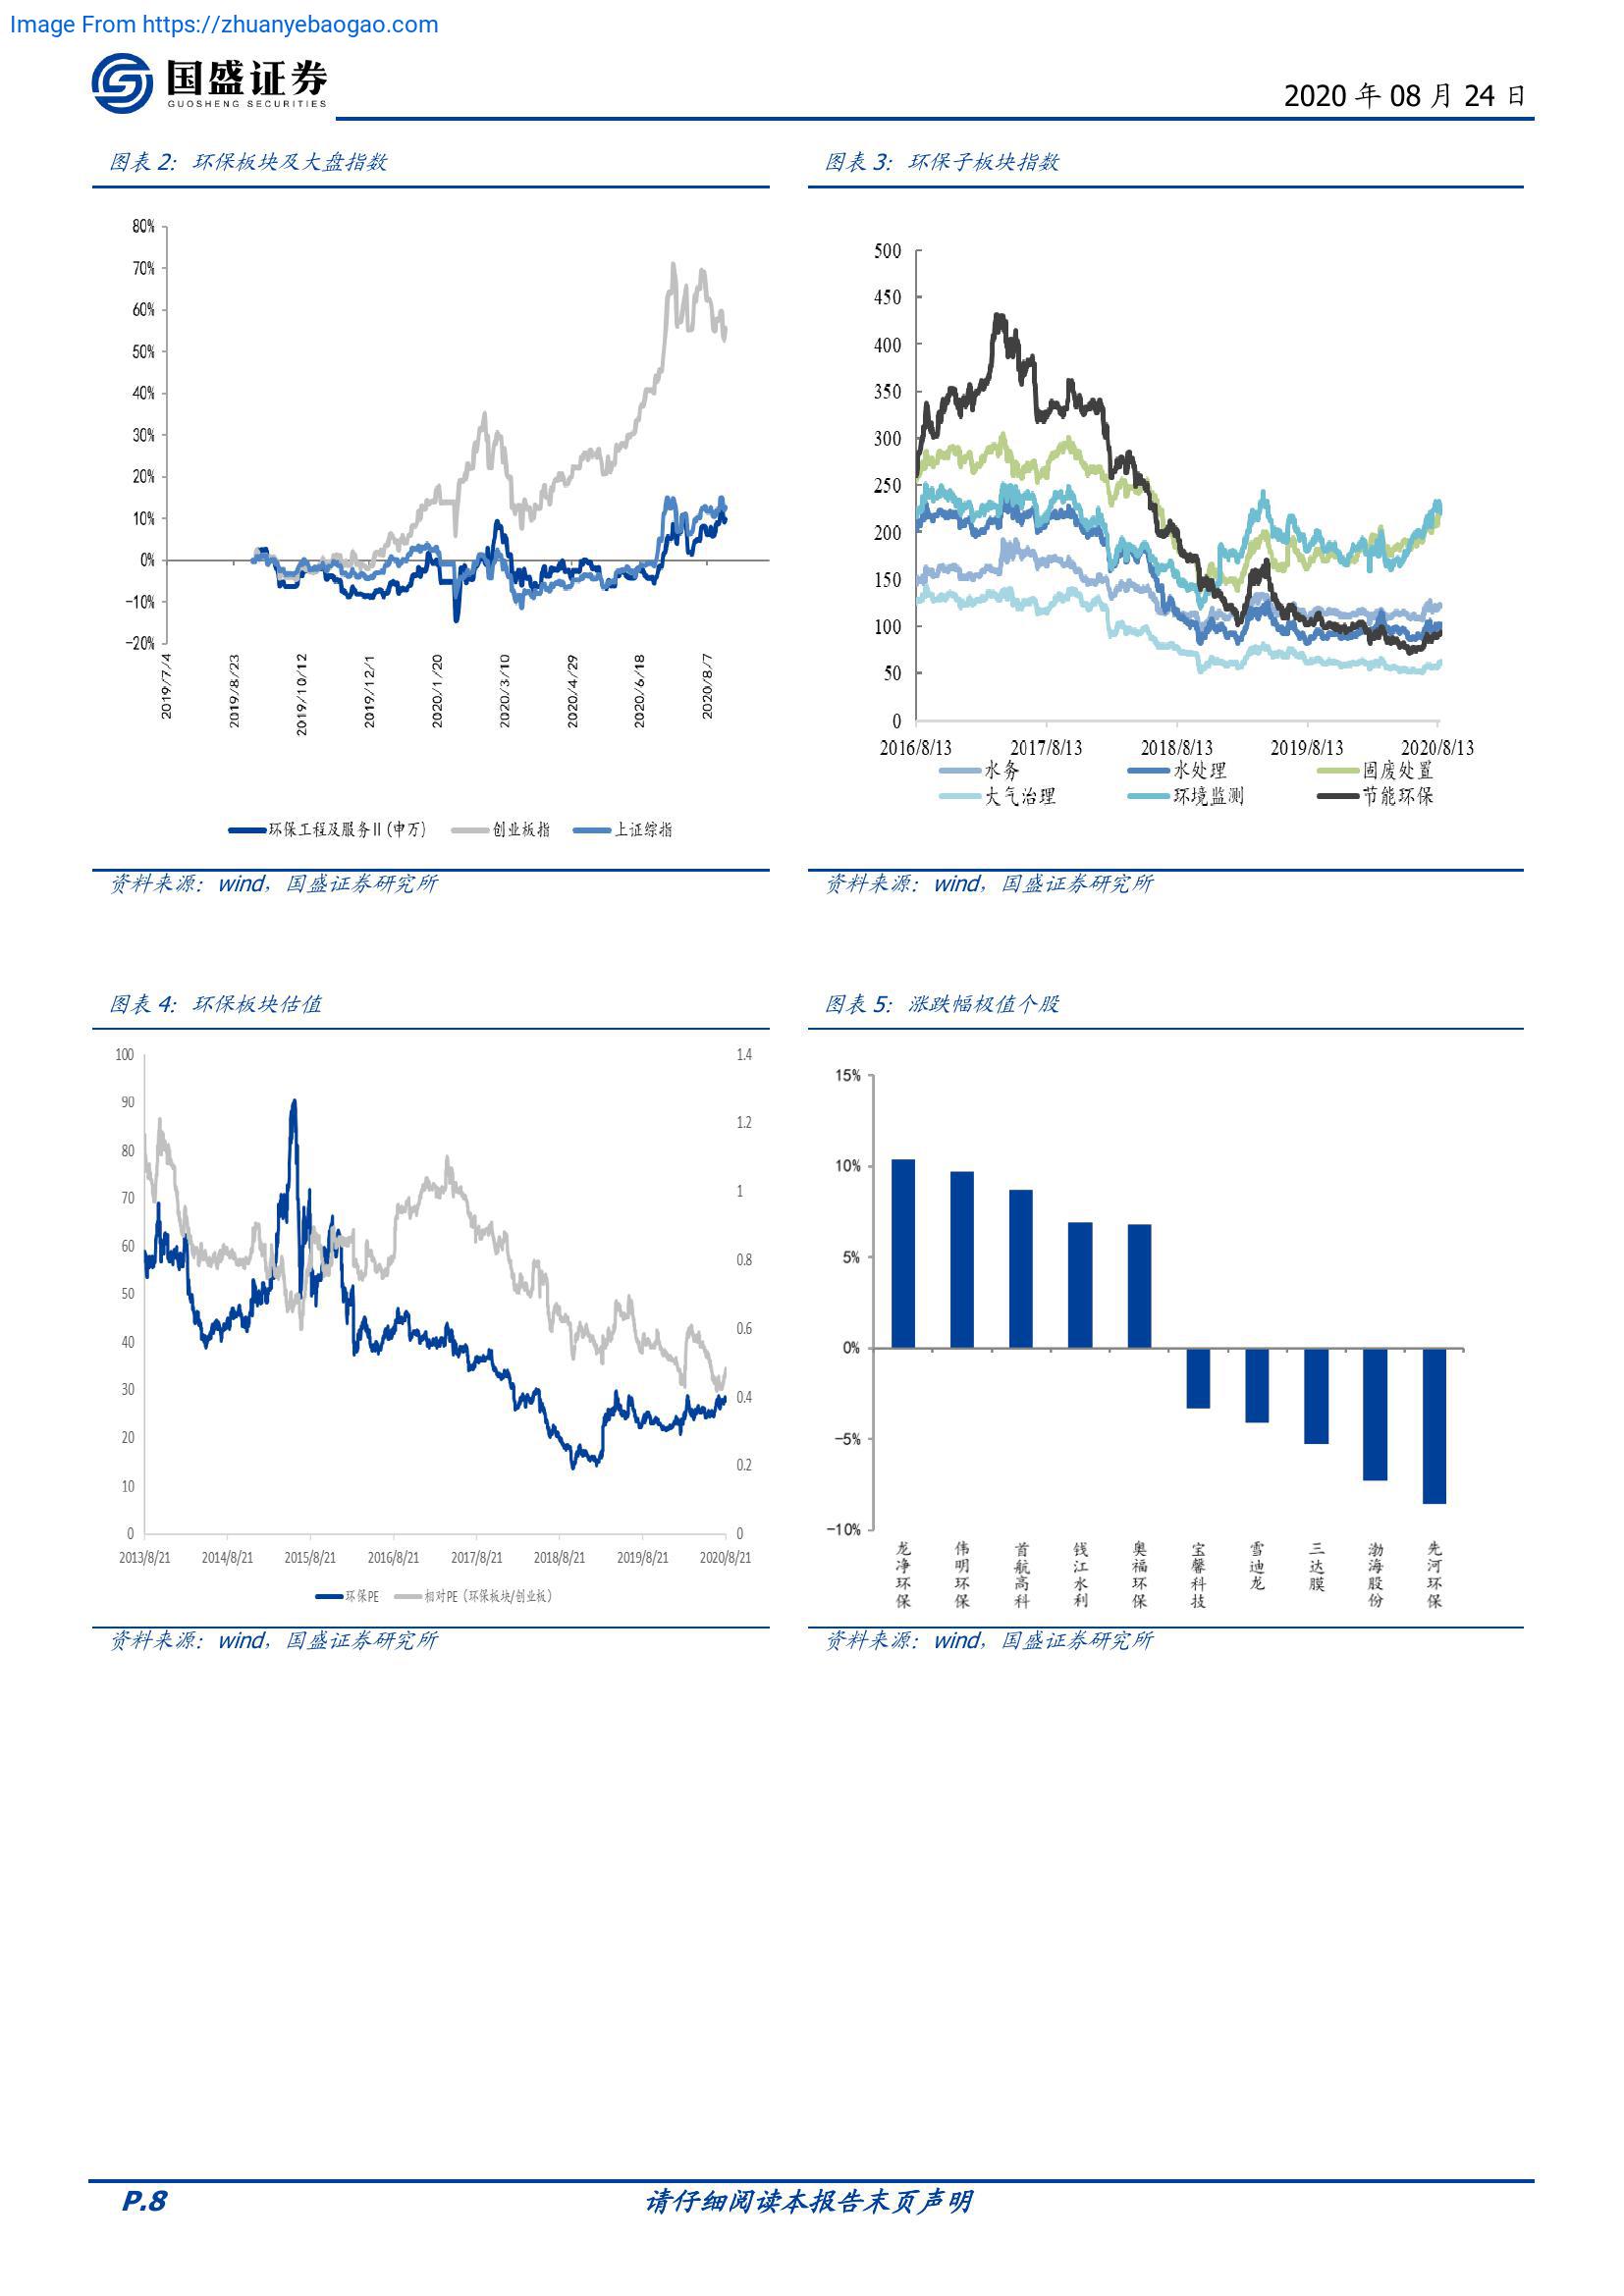 Image From https://zhuanyebaogao.com
国盛证券
GUOSHENG SECURITIES
2020 年 08 月 24 日
图表 2：环保板块及大盘指数
80%
70%
60%
50%
40%
30%
20%
10%
0%
-10%
-20%
2019/7/4
2019/8/23
2019/10/12
2019/12/1
2020/1/20
2020/3/10
2020/4/29
2020/6/18
2020/8/7
环保工程及服务Ⅱ(申万) 创业板指 上证综指
资料来源：wind，国盛证券研究所
图表 3：环保子板块指数
500
450
400
350
300
250
200
150
100
50
0
2016/8/13 2017/8/13 2018/8/13 2019/8/13 2020/8/13
水务 水处理 固废处置
大气治理 环境监测 节能环保
资料来源：wind，国盛证券研究所
图表 4：环保板块估值
100
90
80
70
60
50
40
30
20
10
0
1.4
1.2
1
0.8
0.6
0.4
0.2
0
2013/8/21 2014/8/21 2015/8/21 2016/8/21 2017/8/21 2018/8/21 2019/8/21 2020/8/21
环保PE 相对PE（环保板块/创业板）
资料来源：wind，国盛证券研究所
图表 5：涨跌幅极值个股
15%
10%
5%
0%
-5%
-10%
龙净环保
伟明环保
首航高科
钱江水利
奥福环保
宝馨科技
雪迪龙
三达膜
渤海股份
先河环保
资料来源：wind，国盛证券研究所
P.8
请仔细阅读本报告末页声明